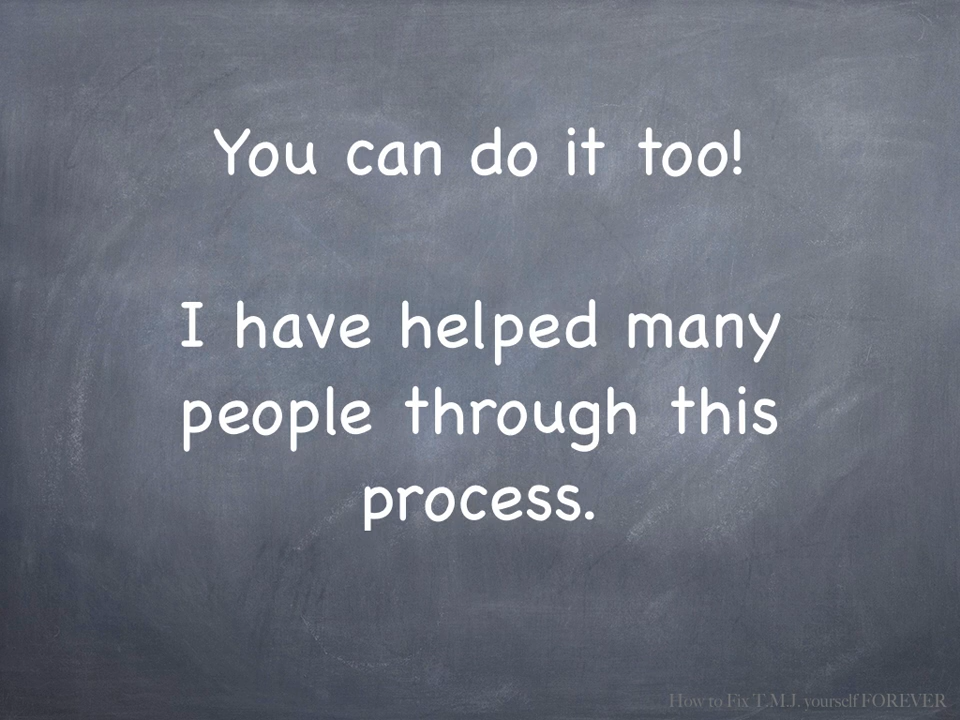 You can do it too!
I have helped many
people through this
process.
How to Fix T.M.J. yourself FOREVER